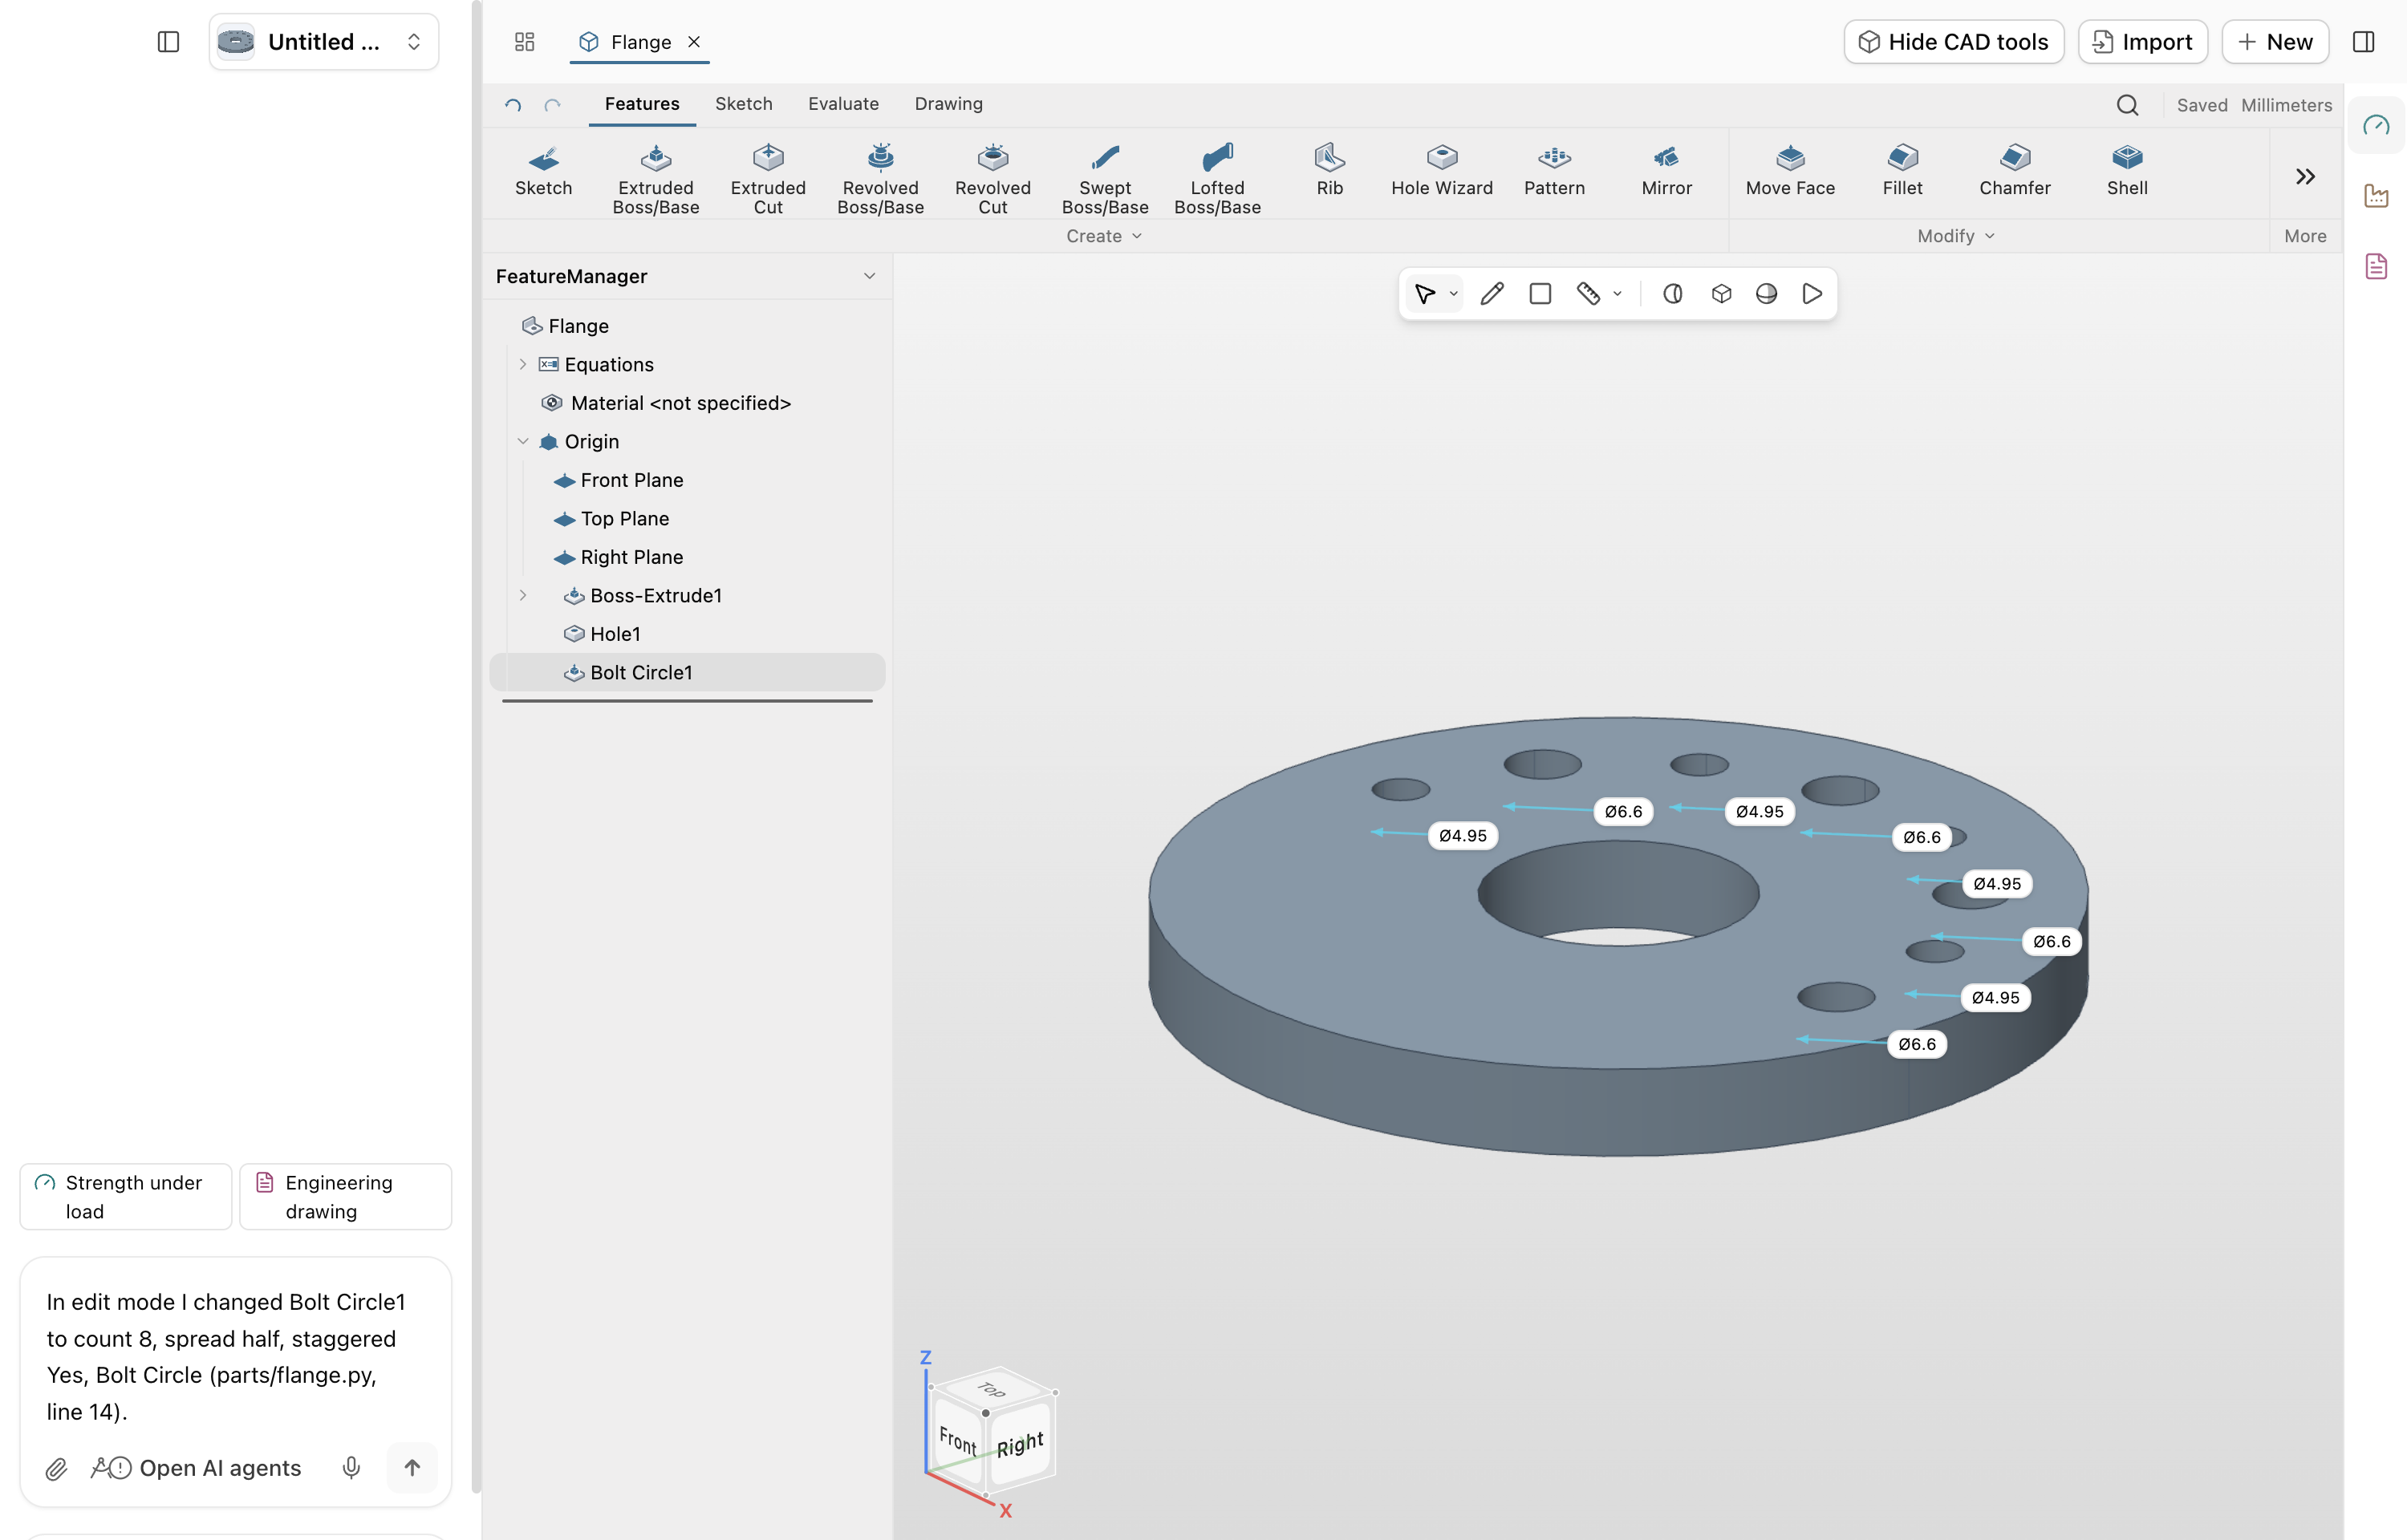 Untitled ...
Flange
Hide CAD tools
Import
New
Features
Sketch
Evaluate
Drawing
Saved
Millimeters
Sketch
Extruded
Boss/Base
Extruded
Cut
Revolved
Boss/Base
Revolved
Cut
Swept
Boss/Base
Lofted
Boss/Base
Rib
Hole Wizard
Pattern
Mirror
Move Face
Fillet
Chamfer
Shell
Create
Modify
More
FeatureManager
Flange
Equations
Material <not specified>
Origin
Front Plane
Top Plane
Right Plane
Boss-Extrude1
Hole1
Bolt Circle1
Ø6.6
Ø4.95
Ø4.95
Ø6.6
Ø4.95
Ø6.6
Ø4.95
Ø6.6
Strength under
load
Engineering
drawing
In edit mode I changed Bolt Circle1
to count 8, spread half, staggered
Yes, Bolt Circle (parts/flange.py,
line 14).
Open AI agents
Z
Top
Front
Right
X